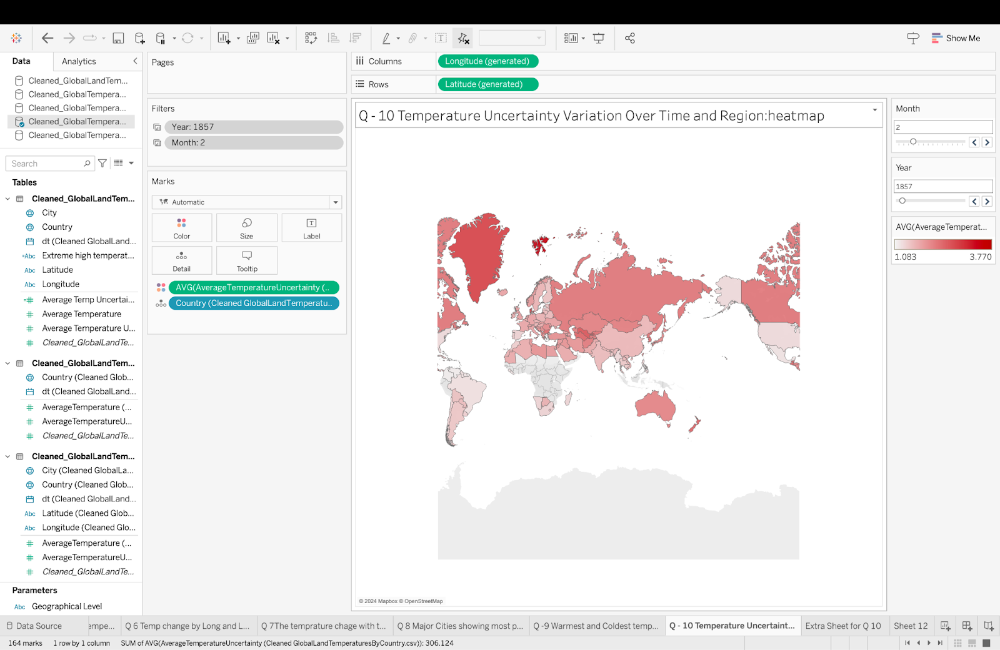 Show Me
Data
Analytics
Cleaned_GlobalLandTem...
Cleaned_GlobalTempera...
Cleaned_GlobalTempera...
Cleaned_GlobalTempera...
Cleaned_GlobalTempera...
Search
Tables
Cleaned_GlobalLandTem...
City
Country
dt (Cleaned GlobalLand...
=Abc Extreme high temperat...
Abc Latitude
Abc Longitude
Average Temp Uncertai...
Average Temperature
Average Temperature U...
Cleaned_GlobalLandTe...
Cleaned_GlobalLandTem...
Country (Cleaned Glob...
dt (Cleaned GlobalLand...
AverageTemperature (...
AverageTemperatureU...
Cleaned_GlobalLandTe...
Cleaned_GlobalLandTem...
City (Cleaned GlobalLa...
Country (Cleaned Glob...
dt (Cleaned GlobalLand...
Abc Latitude (Cleaned Glob...
Abc Longitude (Cleaned Glo...
AverageTemperature (...
AverageTemperatureU...
Cleaned_GlobalLandTe...
Parameters
Abc Geographical Level
Pages
Filters
Year: 1857
Month: 2
Marks
Automatic
Color
Size
T
Label
Detail
Tooltip
AVG(AverageTemperatureUncertainty (..
Country (Cleaned GlobalLandTemperatu..
Columns
Longitude (generated)
Rows
Latitude (generated)
Q - 10 Temperature Uncertainty Variation Over Time and Region:heatmap
© 2024 Mapbox © OpenStreetMap
Month
2
Year
1857
AVG(AverageTemperat...
1.083 3.770
Data Source
empe...
Q 6 Temp change by Long and L...
Q 7The temprature chage with t...
Q 8 Major Cities showing most p...
Q -9 Warmest and Coldest temp...
Q - 10 Temperature Uncertaint...
Extra Sheet for Q 10
Sheet 12
164 marks 1 row by 1 column SUM of AVG(AverageTemperatureUncertainty (Cleaned GlobalLandTemperaturesByCountry.csv)): 306.124